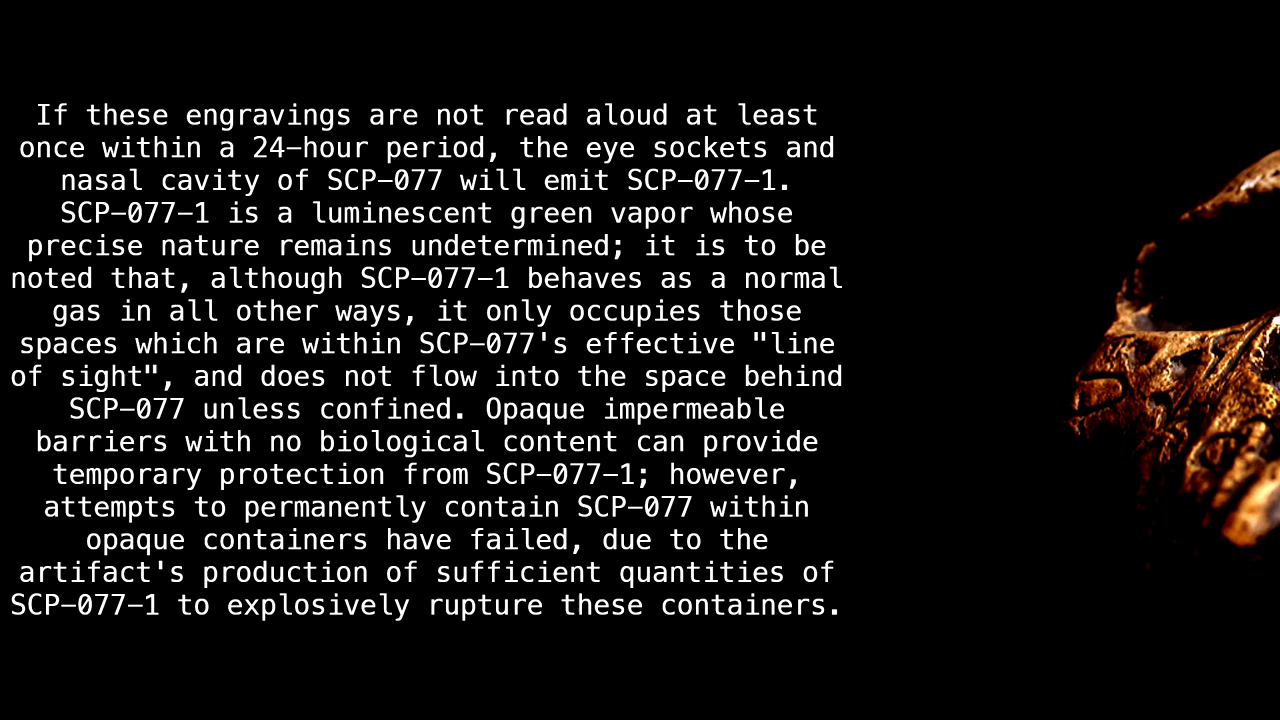 If these engravings are not read aloud at least
once within a 24-hour period, the eye sockets and
nasal cavity of SCP-077 will emit SCP-077-1.
SCP-077-1 is a luminescent green vapor whose
precise nature remains undetermined; it is to be
noted that, although SCP-077-1 behaves as a normal
gas in all other ways, it only occupies those
spaces which are within SCP-077's effective "line
of sight", and does not flow into the space behind
SCP-077 unless confined. Opaque impermeable
barriers with no biological content can provide
temporary protection from SCP-077-1; however,
attempts to permanently contain SCP-077 within
opaque containers have failed, due to the
artifact's production of sufficient quantities of
SCP-077-1 to explosively rupture these containers.